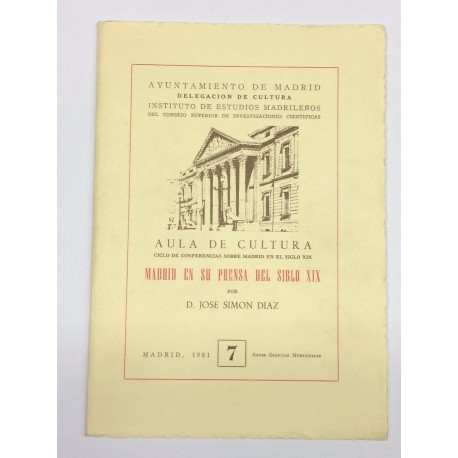 AYUNTAMIENTO DE MADRID
DELEGACION DE CULTURA
INSTITUTO DE ESTUDIOS MADRILEÑOS
DEL CONSEJO SUPERIOR DE INVESTIGACIONES CIENTIFICAS
AULA DE CULTURA
CICLO DE CONFERENCIAS SOBRE MADRID EN EL SIGLO XIX
MADRID EN SU PRENSA DEL SIGLO XIX
POR
D. JOSE SIMON DIAZ
MADRID, 1981 7 Artes Gráficas Municipales